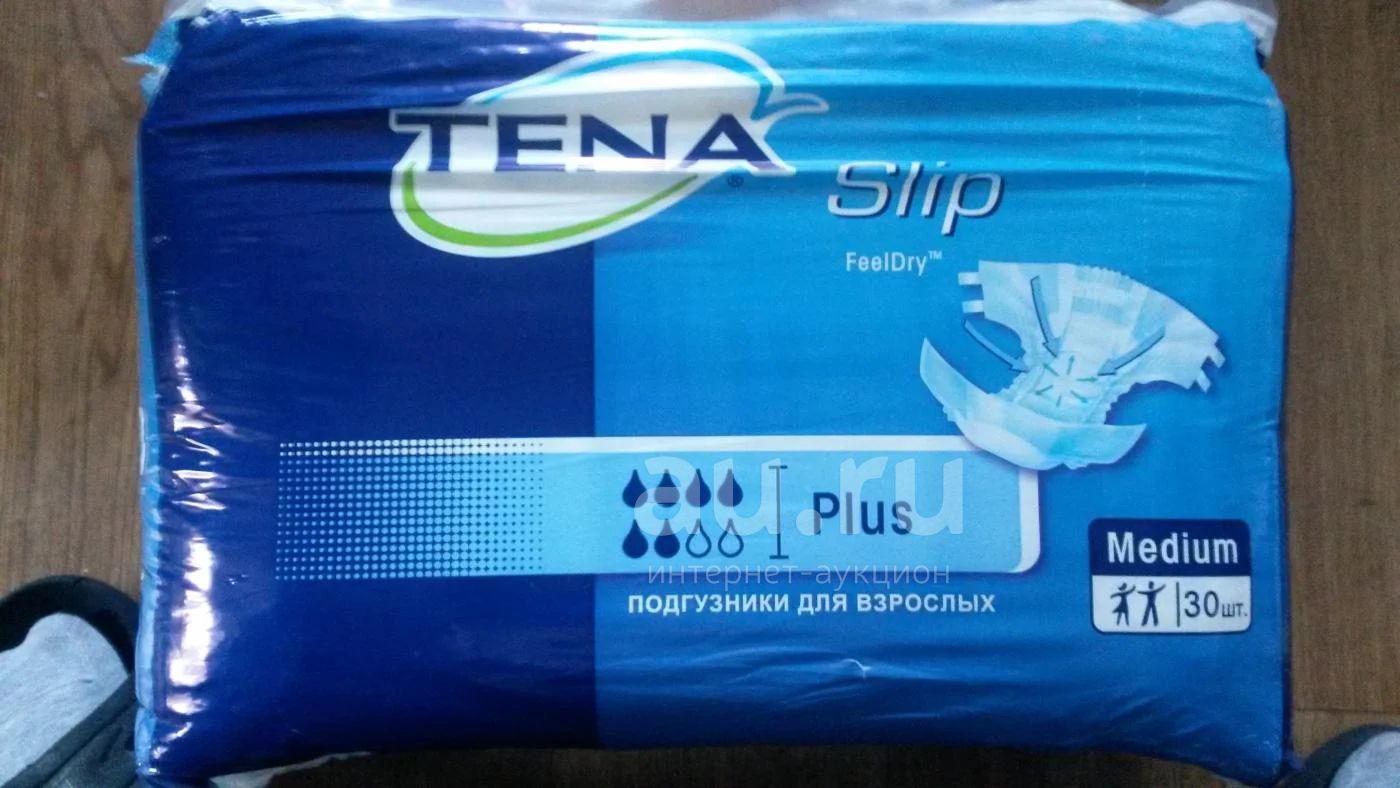 TENA®
Slip
FeelDry™
Plus
au.ru
интернет-аукцион
ПОДГУЗНИКИ ДЛЯ ВЗРОСЛЫХ
Medium
30шт.